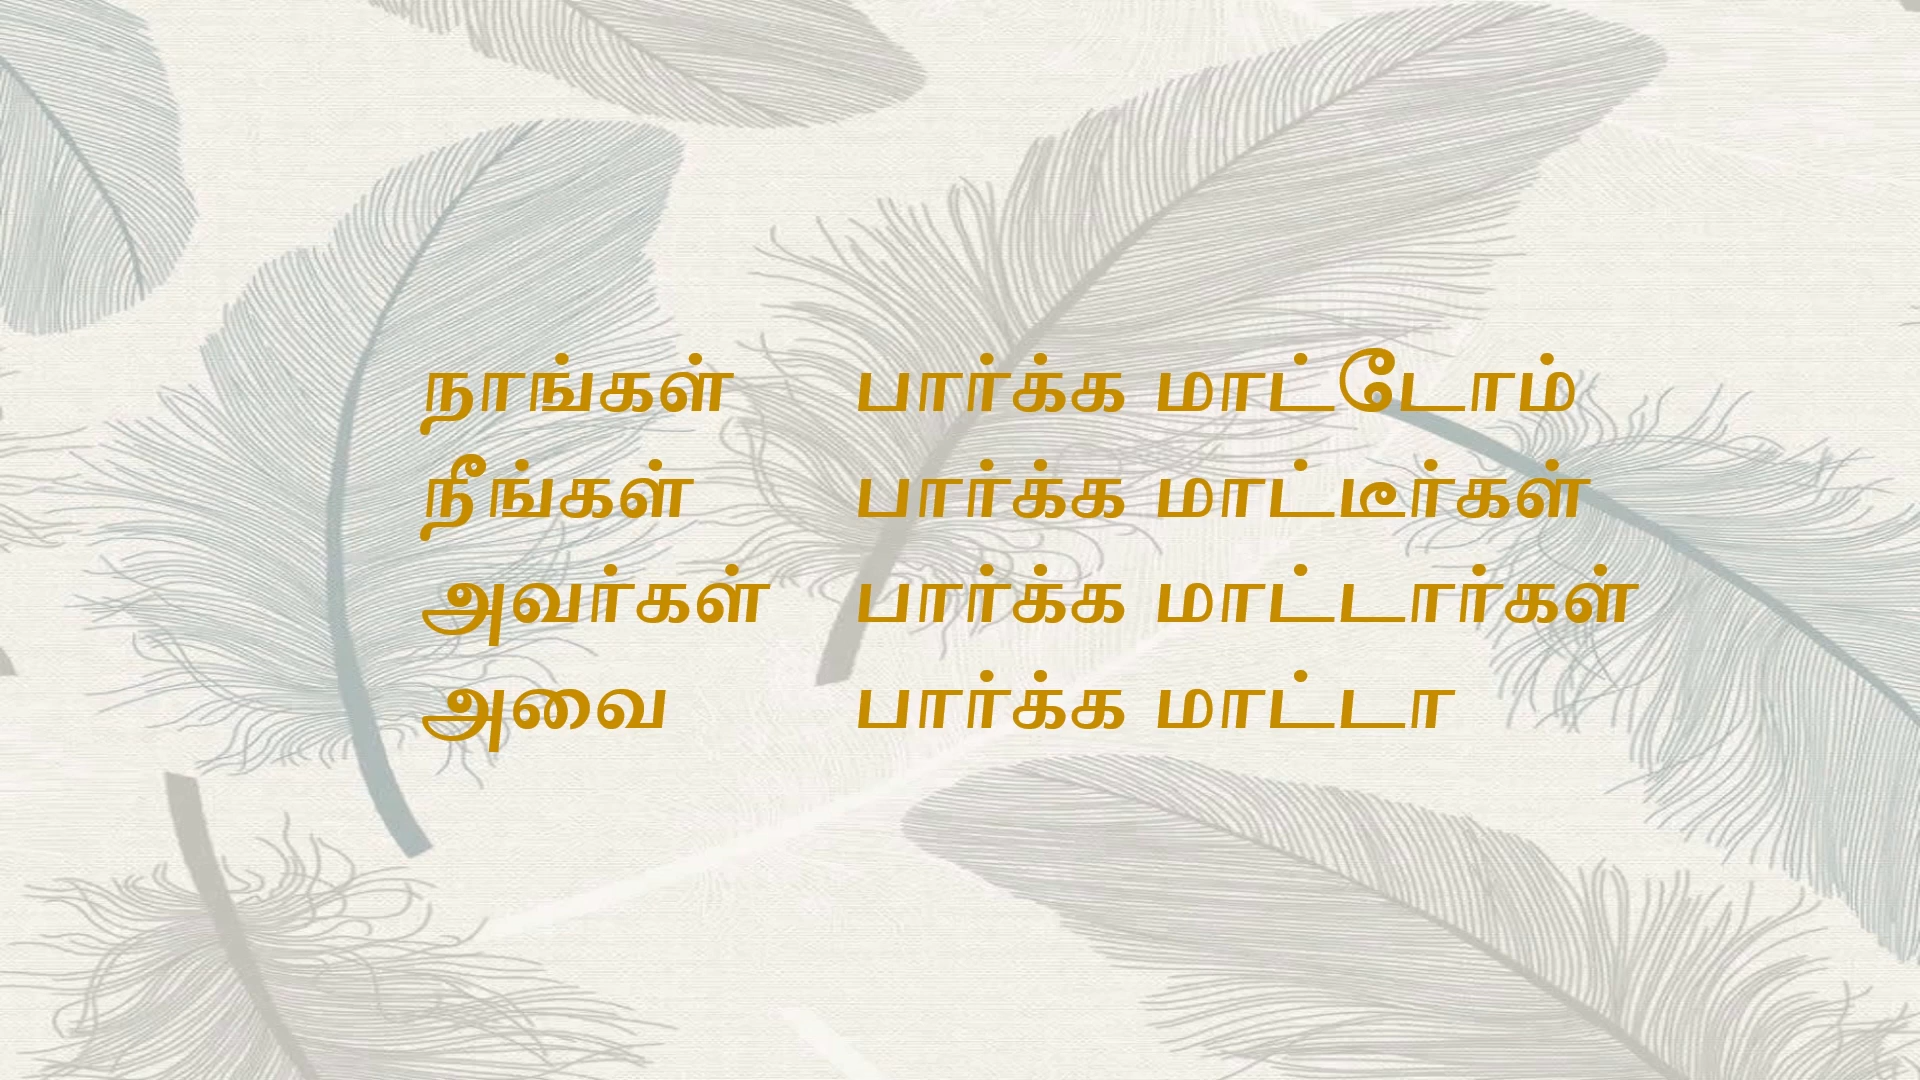 நாங்கள் பார்க்க மாட்டோம்
நீங்கள் பார்க்க மாட்டீர்கள்
அவர்கள் பார்க்க மாட்டார்கள்
அவை பார்க்க மாட்டா